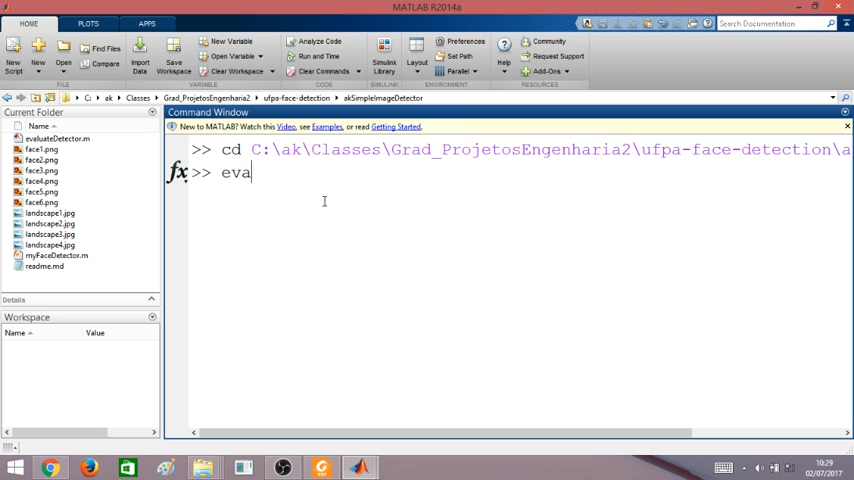 MATLAB R2014a
HOME PLOTS APPS
Search Documentation
New Script
New
Open
Find Files
Compare
Import Data
Save Workspace
New Variable
Open Variable
Clear Workspace
Analyze Code
Run and Time
Clear Commands
Simulink Library
Layout
Preferences
Set Path
Parallel
Help
Community
Request Support
Add-Ons
FILE VARIABLE CODE SIMULINK ENVIRONMENT RESOURCES
C: ak Classes Grad_ProjetosEngenharia2 ufpa-face-detection akSimpleImageDetector
Current Folder
Name
evaluateDetector.m
face1.png
face2.png
face3.png
face4.png
face5.png
face6.png
landscape1.jpg
landscape2.jpg
landscape3.jpg
landscape4.jpg
myFaceDetector.m
readme.md
Details
Workspace
Name Value
Command Window
New to MATLAB? Watch this Video, see Examples, or read Getting Started.
>> cd C:\ak\Classes\Grad_ProjetosEngenharia2\ufpa-face-detection\a
fx >> eva
10:29
02/07/2017